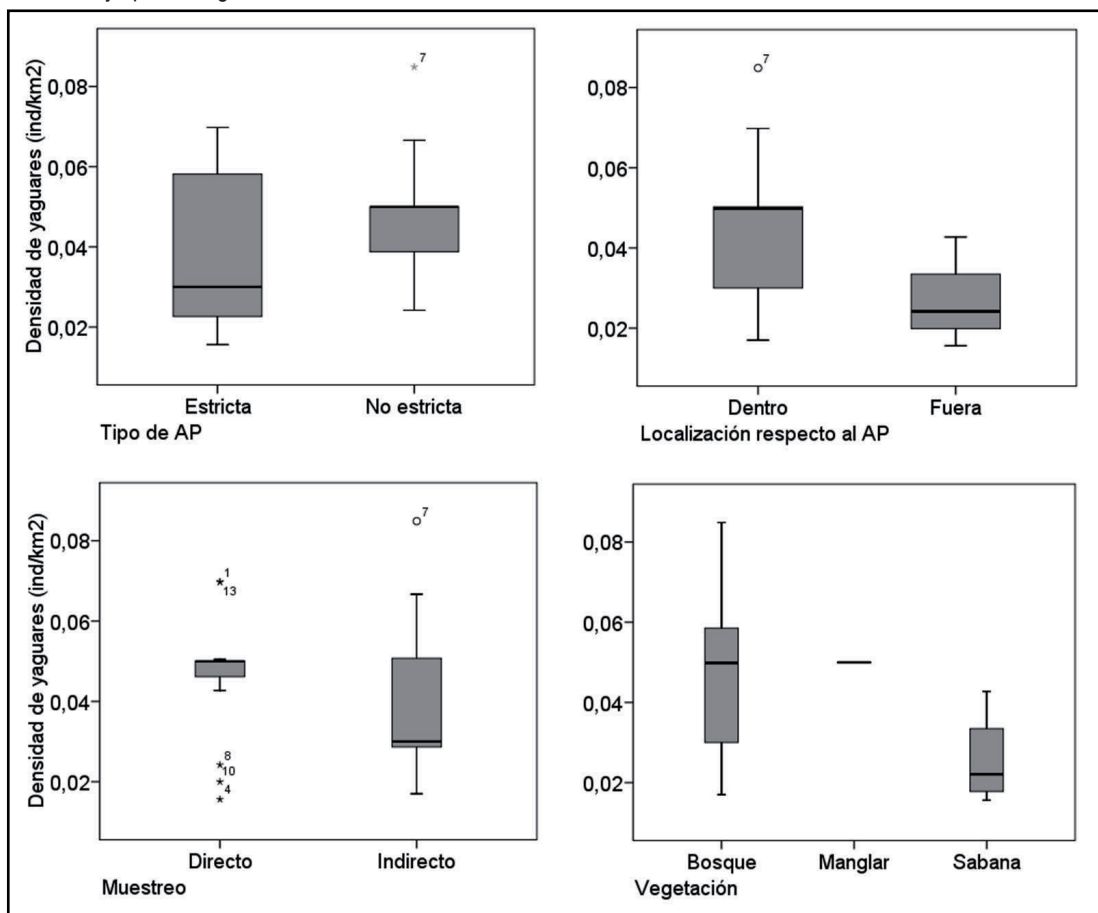 Densidad de yaguares (ind/km2)
0,08
0,06
0,04
0,02
7
Estricta
No estricta
Tipo de AP
0,08
0,06
0,04
0,02
7
Dentro
Fuera
Localización respecto al AP
Densidad de yaguares (ind/km2)
0,08
0,06
0,04
0,02
1
13
8
10
4
7
Directo
Indirecto
Muestreo
0,08
0,06
0,04
0,02
Bosque
Manglar
Sabana
Vegetación